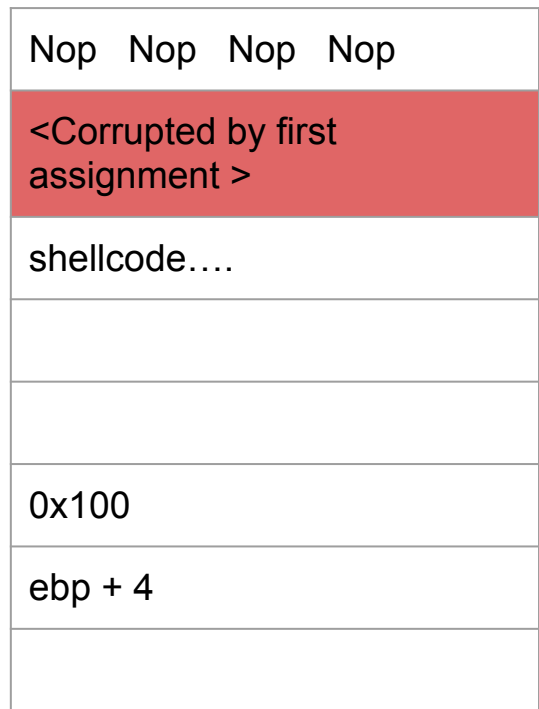 Nop Nop Nop Nop
<Corrupted by first
assignment >
shellcode….
0x100
ebp + 4